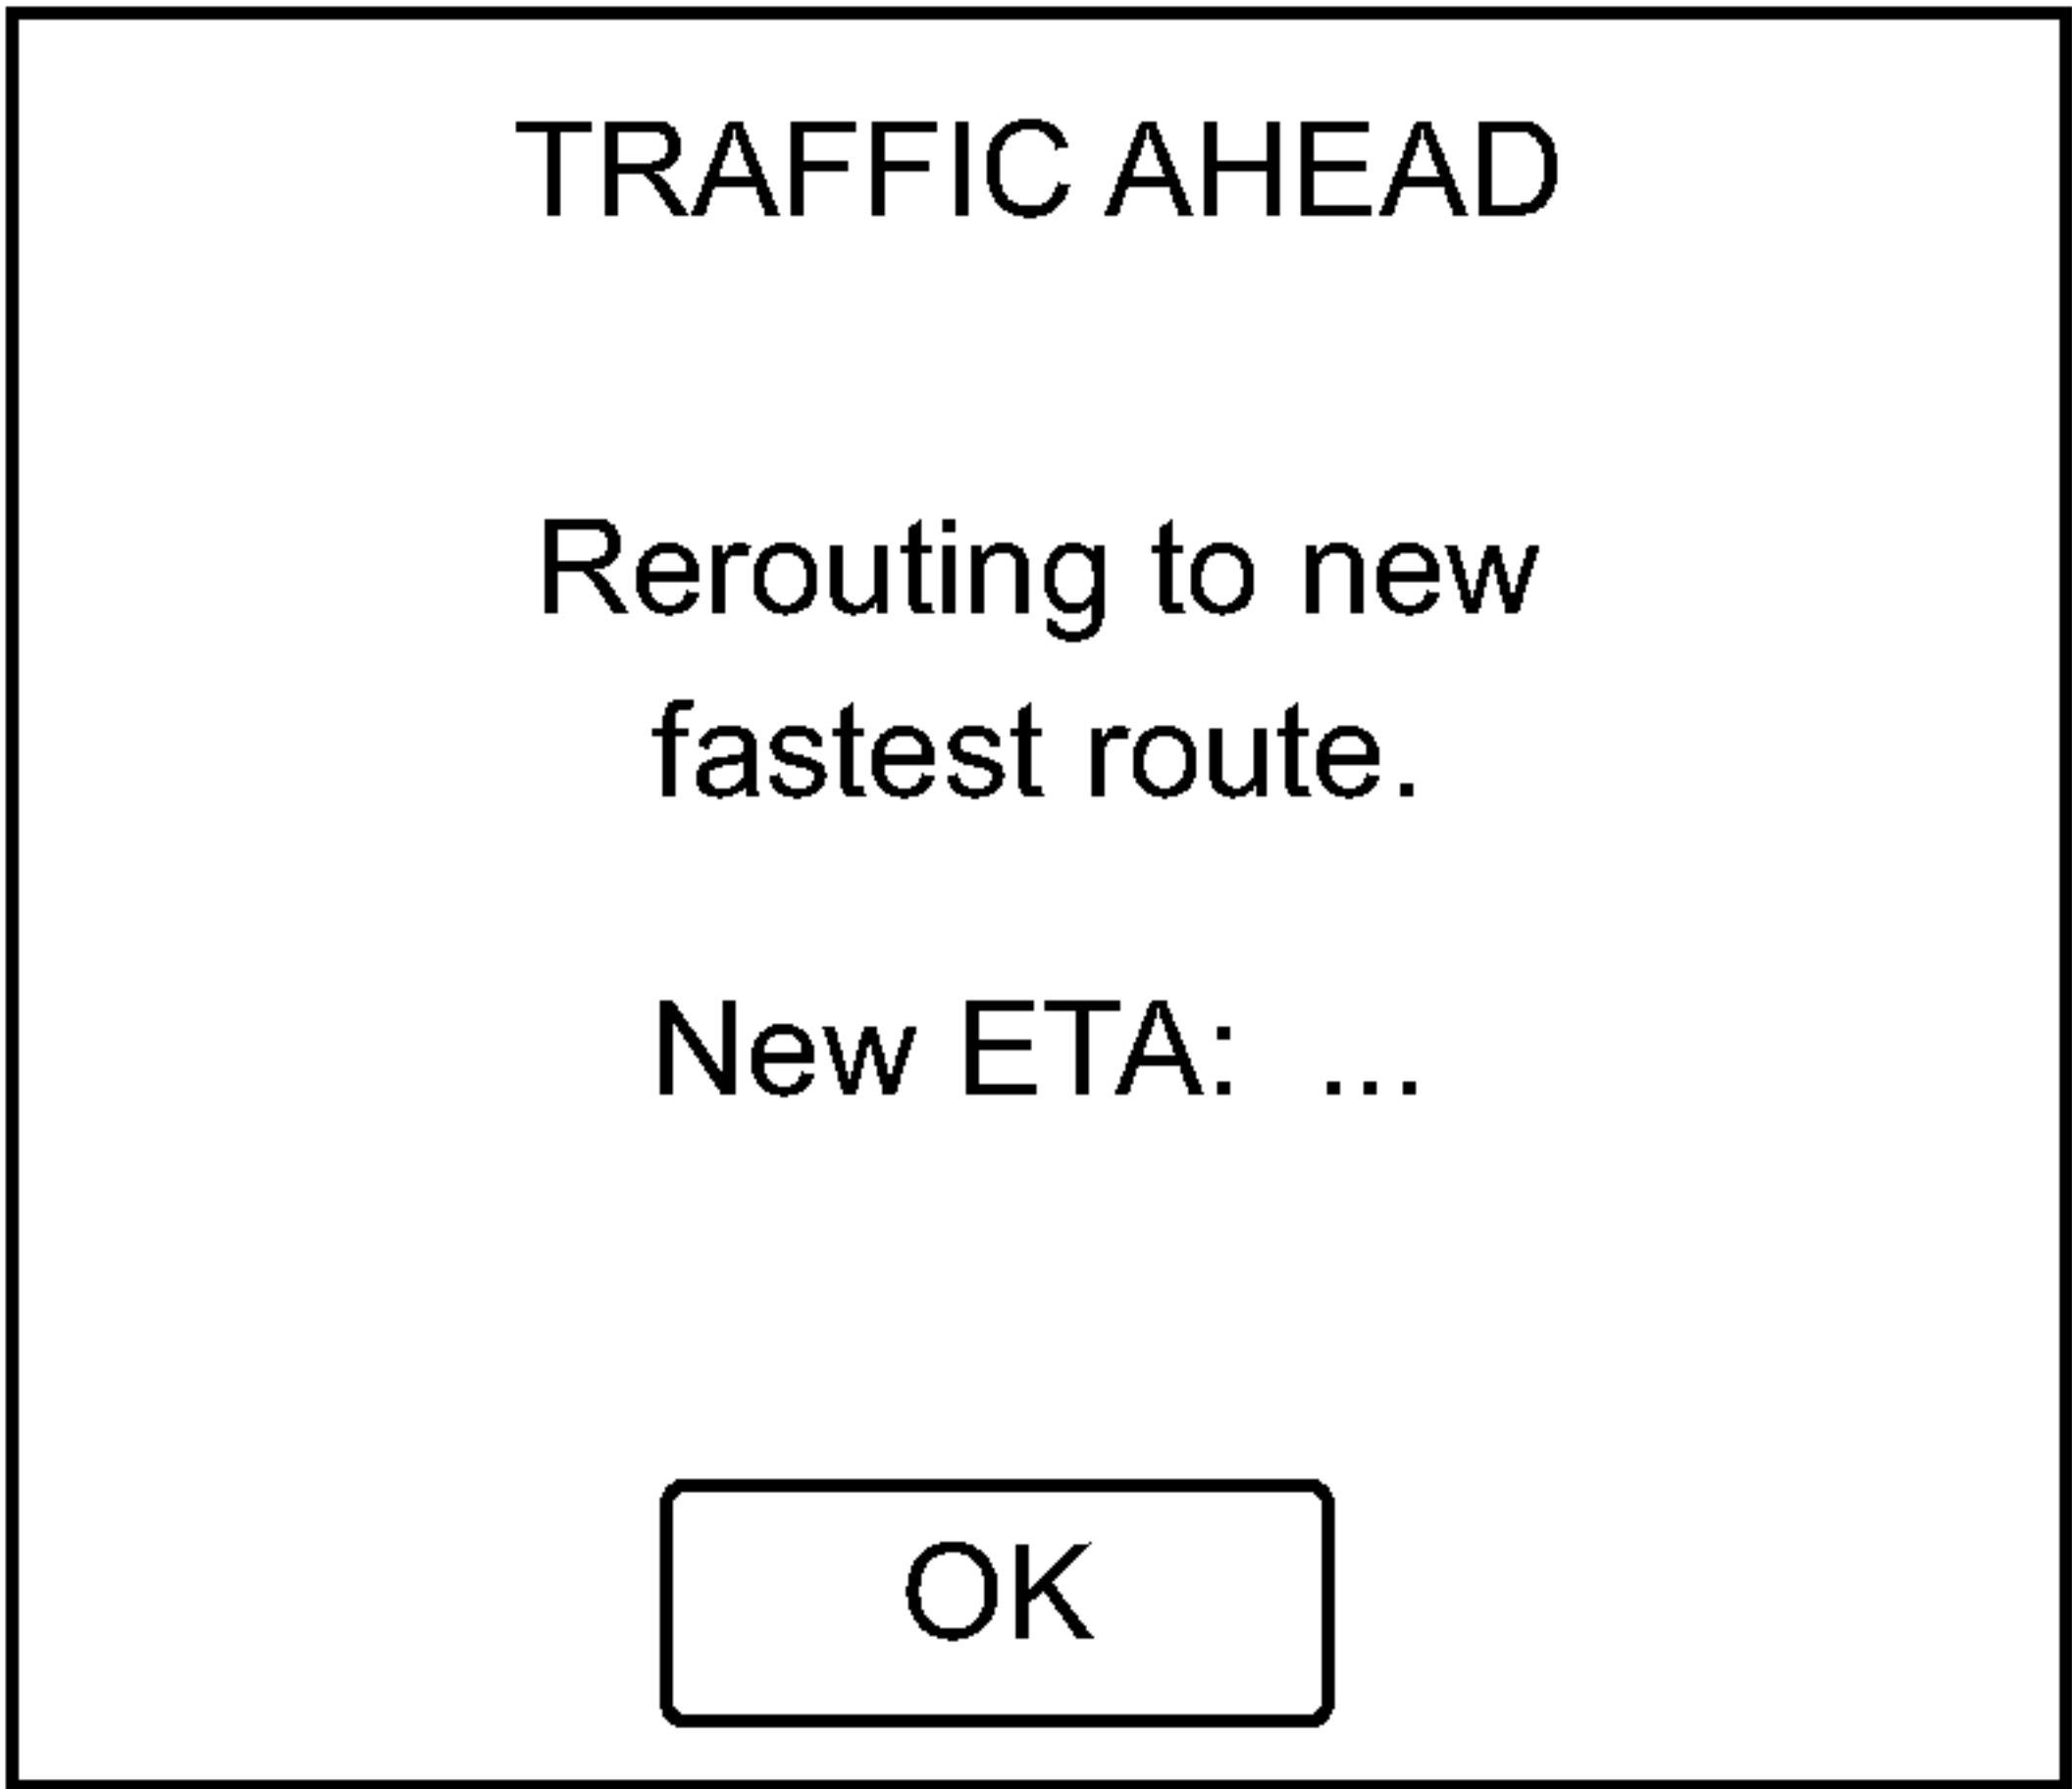 TRAFFIC AHEAD
Rerouting to new
fastest route.
New ETA:  ...
OK